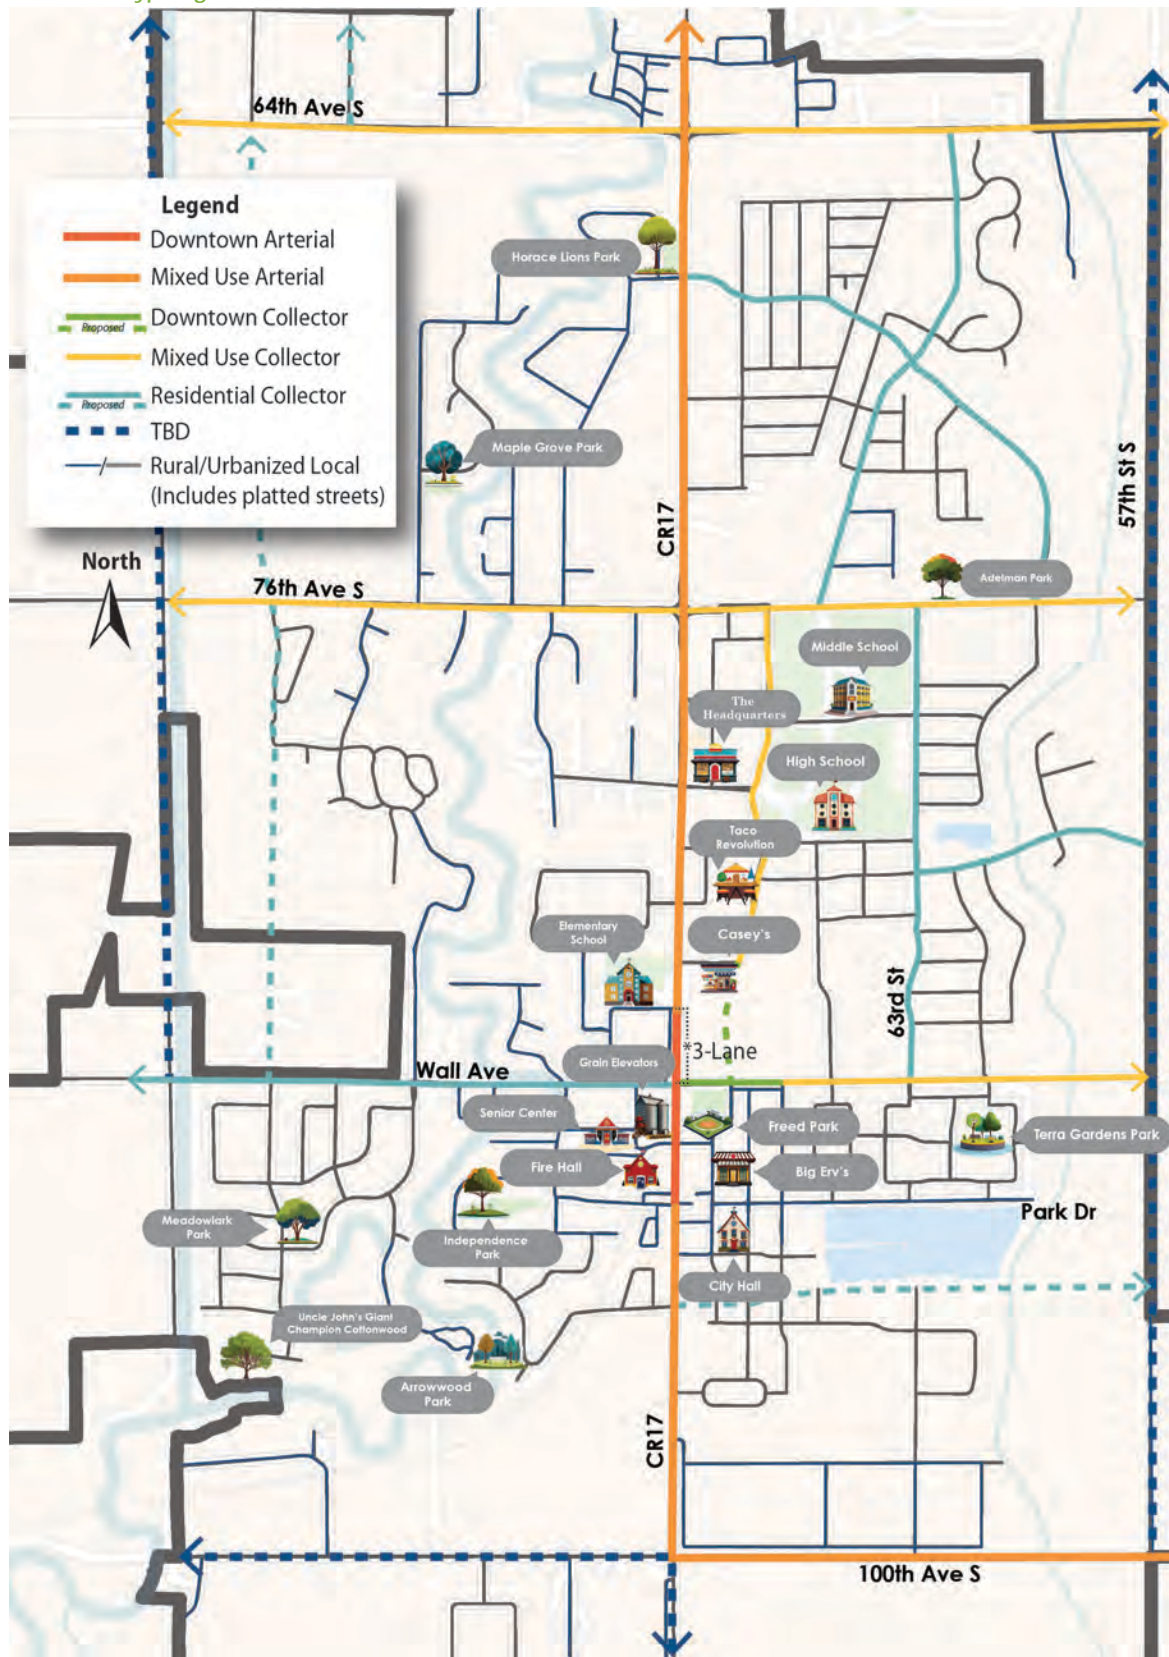 64th Ave S
Legend
Downtown Arterial
Mixed Use Arterial
Proposed
Downtown Collector
Mixed Use Collector
Proposed
Residential Collector
TBD
Rural/Urbanized Local
(Includes platted streets)
Horace Lions Park
Maple Grove Park
CR17
57th St S
North
76th Ave S
Adelman Park
Middle School
The
Headquarters
High School
Taco
Revolution
Elementary
School
Casey's
63rd St
*3-Lane
Grain Elevators
Wall Ave
Senior Center
Freed Park
Terra Gardens Park
Fire Hall
Big Erv's
Park Dr
Meadowlark
Park
Independence
Park
City Hall
Uncle John's Giant
Champion Cottonwood
Arrowwood
Park
CR17
100th Ave S